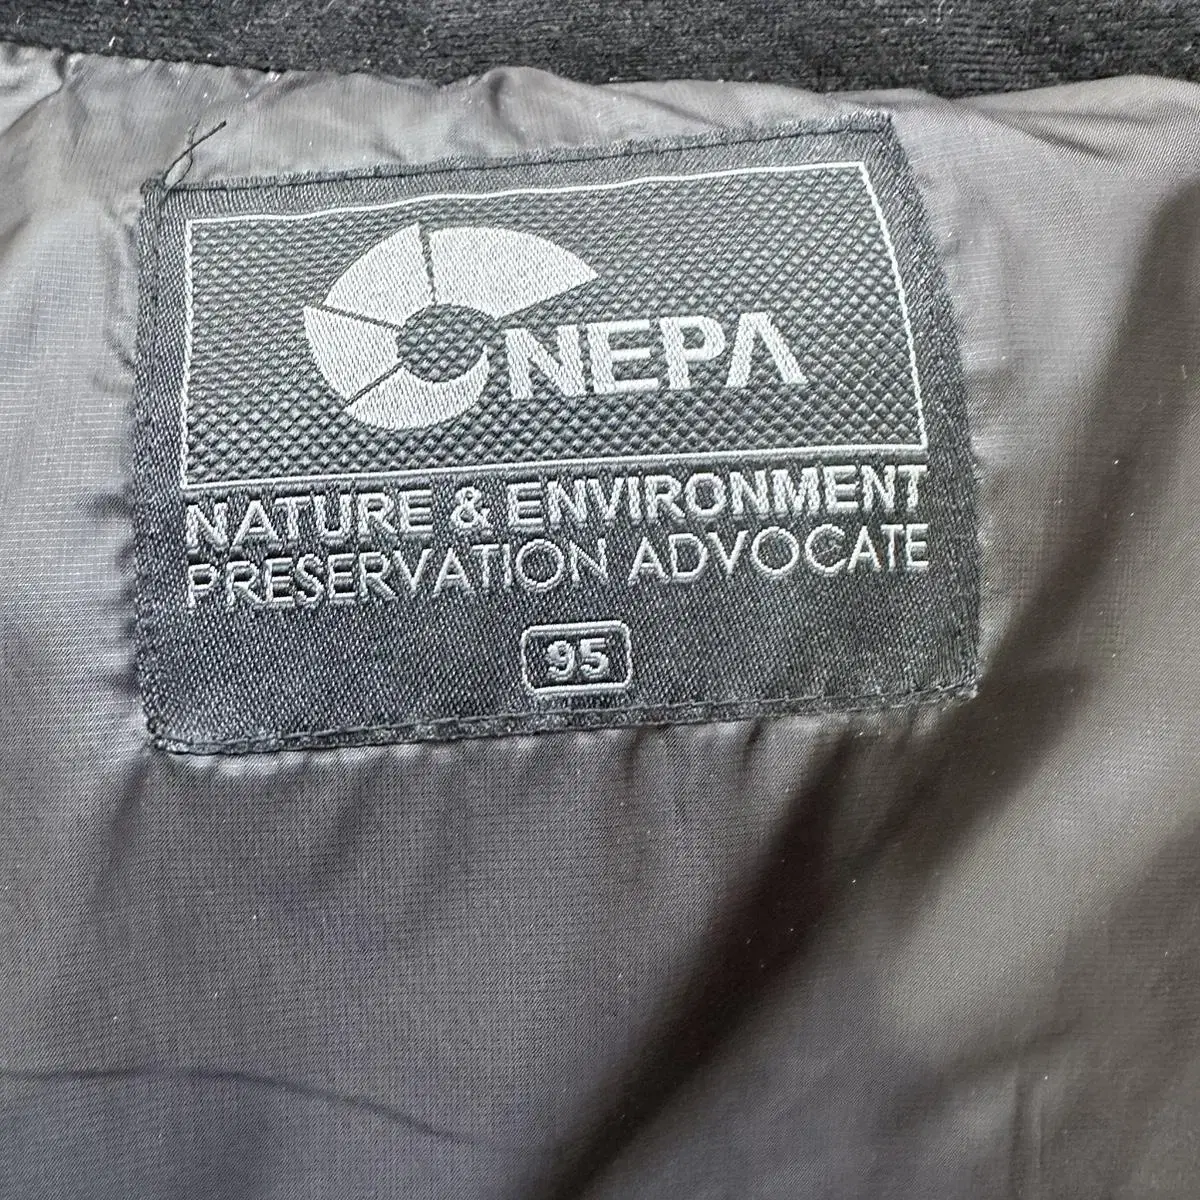 NEPA
NATURE & ENVIRONMENT
PRESERVATION ADVOCATE
95